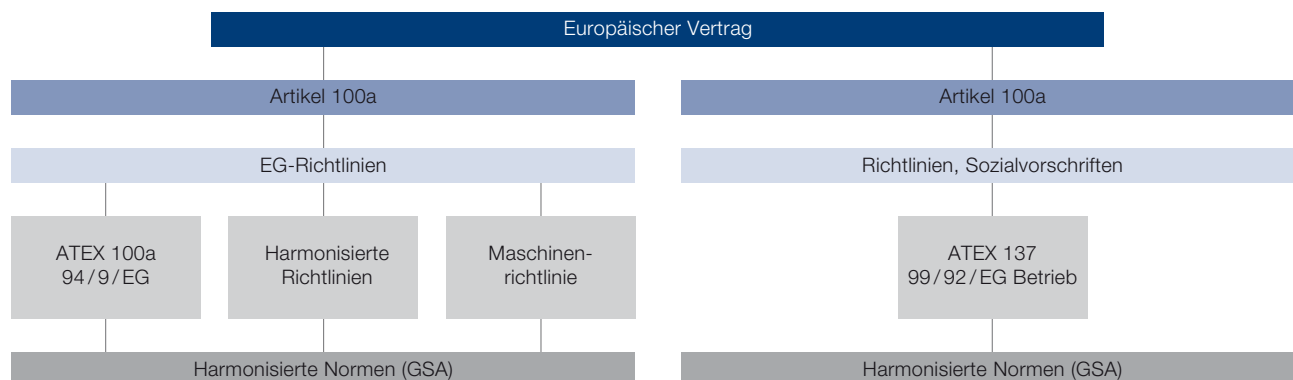 Europäischer Vertrag
Artikel 100a
Artikel 100a
EG-Richtlinien
Richtlinien, Sozialvorschriften
ATEX 100a
94/9/EG
Harmonisierte
Richtlinien
Maschinen-
richtlinie
ATEX 137
99/92/EG Betrieb
Harmonisierte Normen (GSA)
Harmonisierte Normen (GSA)